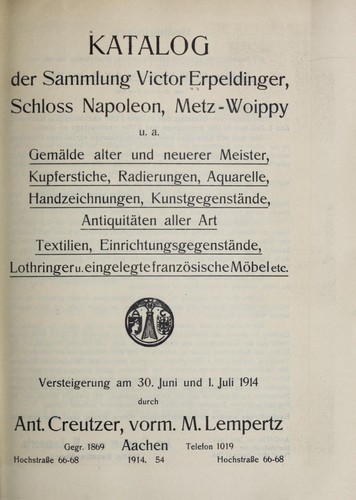 KATALOG
der Sammlung Victor Erpeldinger,
Schloss Napoleon, Metz-Woippy
u. a.
Gemälde alter und neuerer Meister,
Kupferstiche, Radierungen, Aquarelle,
Handzeichnungen, Kunstgegenstände,
Antiquitäten aller Art
Textilien, Einrichtungsgegenstände,
Lothringer u. eingelegte französische Möbel etc.
Versteigerung am 30. Juni und 1. Juli 1914
durch
Ant. Creutzer, vorm. M. Lempertz
Gegr. 1869 Aachen Telefon 1019
Hochstraße 66-68 1914. 54 Hochstraße 66-68